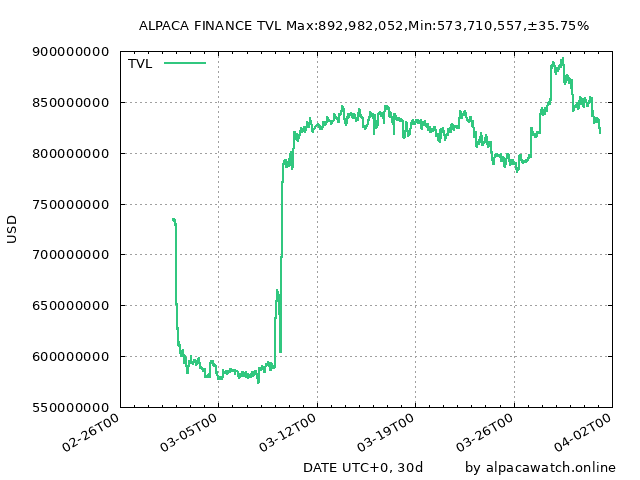 ALPACA FINANCE TVL Max:892,982,052,Min:573,710,557,±35.75%
TVL
900000000
850000000
800000000
750000000
700000000
650000000
600000000
550000000
USD
02-26T00
03-05T00
03-12T00
03-19T00
03-26T00
04-02T00
DATE UTC+0, 30d
by alpacawatch.online